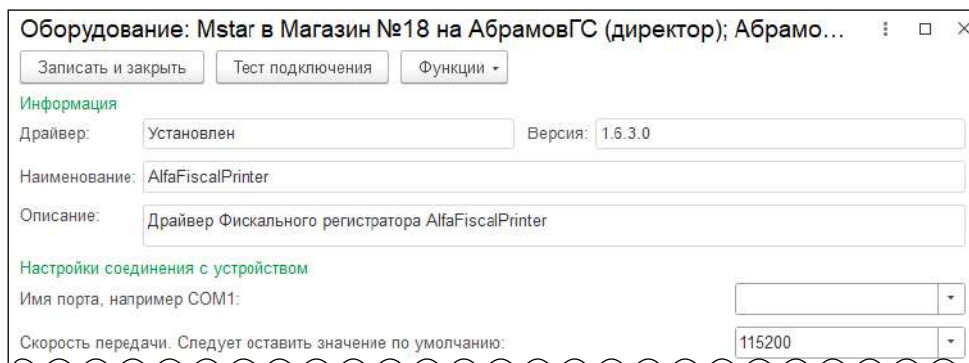 Оборудование: Mstar в Магазин №18 на АбрамовГС (директор); Абрамо...
Записать и закрыть Тест подключения Функции
Информация
Драйвер: Установлен Версия: 1.6.3.0
Наименование: AlfaFiscalPrinter
Описание: Драйвер Фискального регистратора AlfaFiscalPrinter
Настройки соединения с устройством
Имя порта, например COM1:
Скорость передачи. Следует оставить значение по умолчанию: 115200